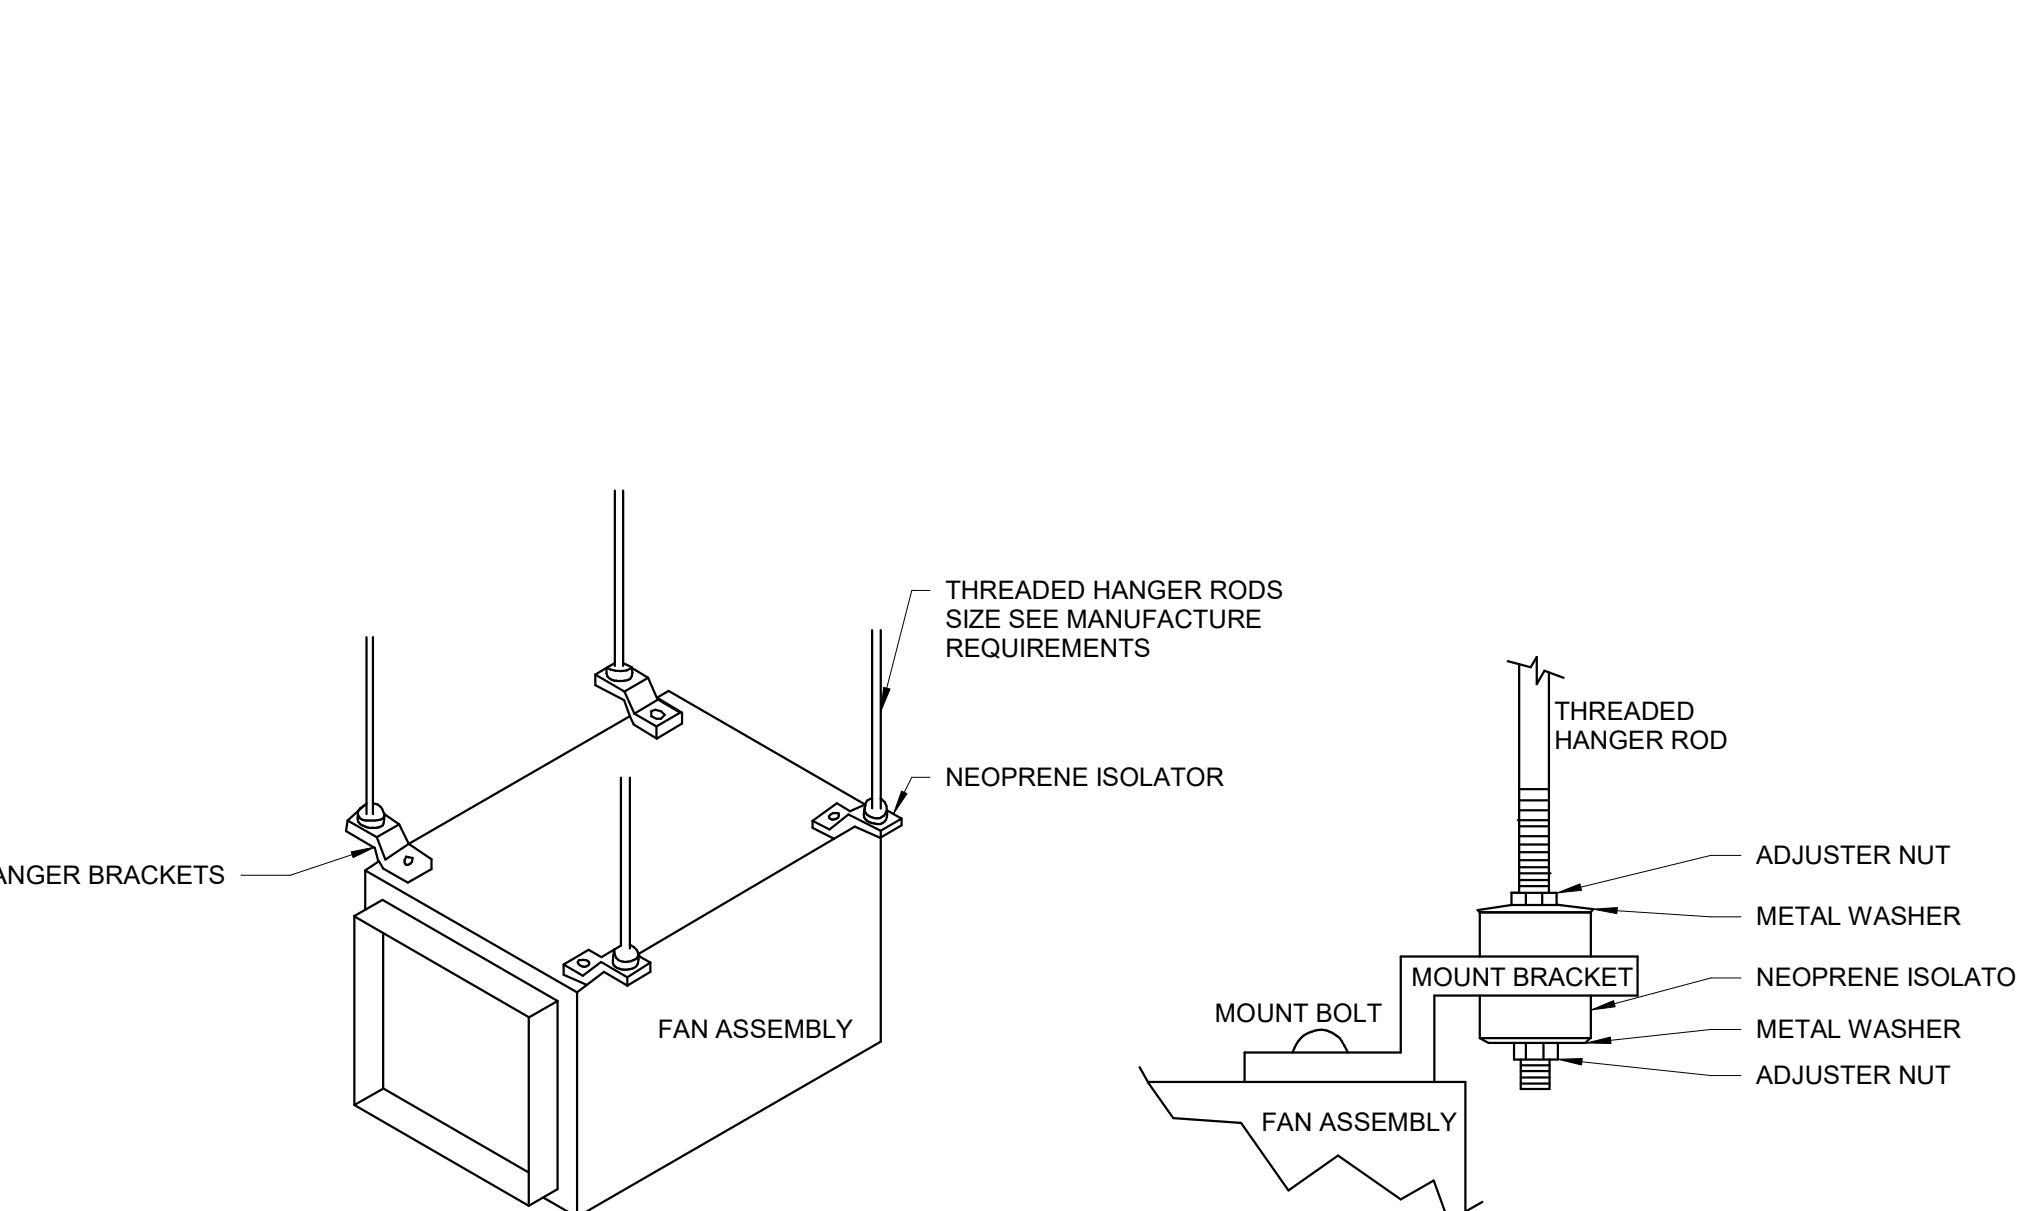 THREADED HANGER RODS
SIZE SEE MANUFACTURE
REQUIREMENTS
NEOPRENE ISOLATOR
BRACKETS
FAN ASSEMBLY
THREADED
HANGER ROD
ADJUSTER NUT
METAL WASHER
MOUNT BRACKET
NEOPRENE ISOLATO
MOUNT BOLT
METAL WASHER
ADJUSTER NUT
FAN ASSEMBLY